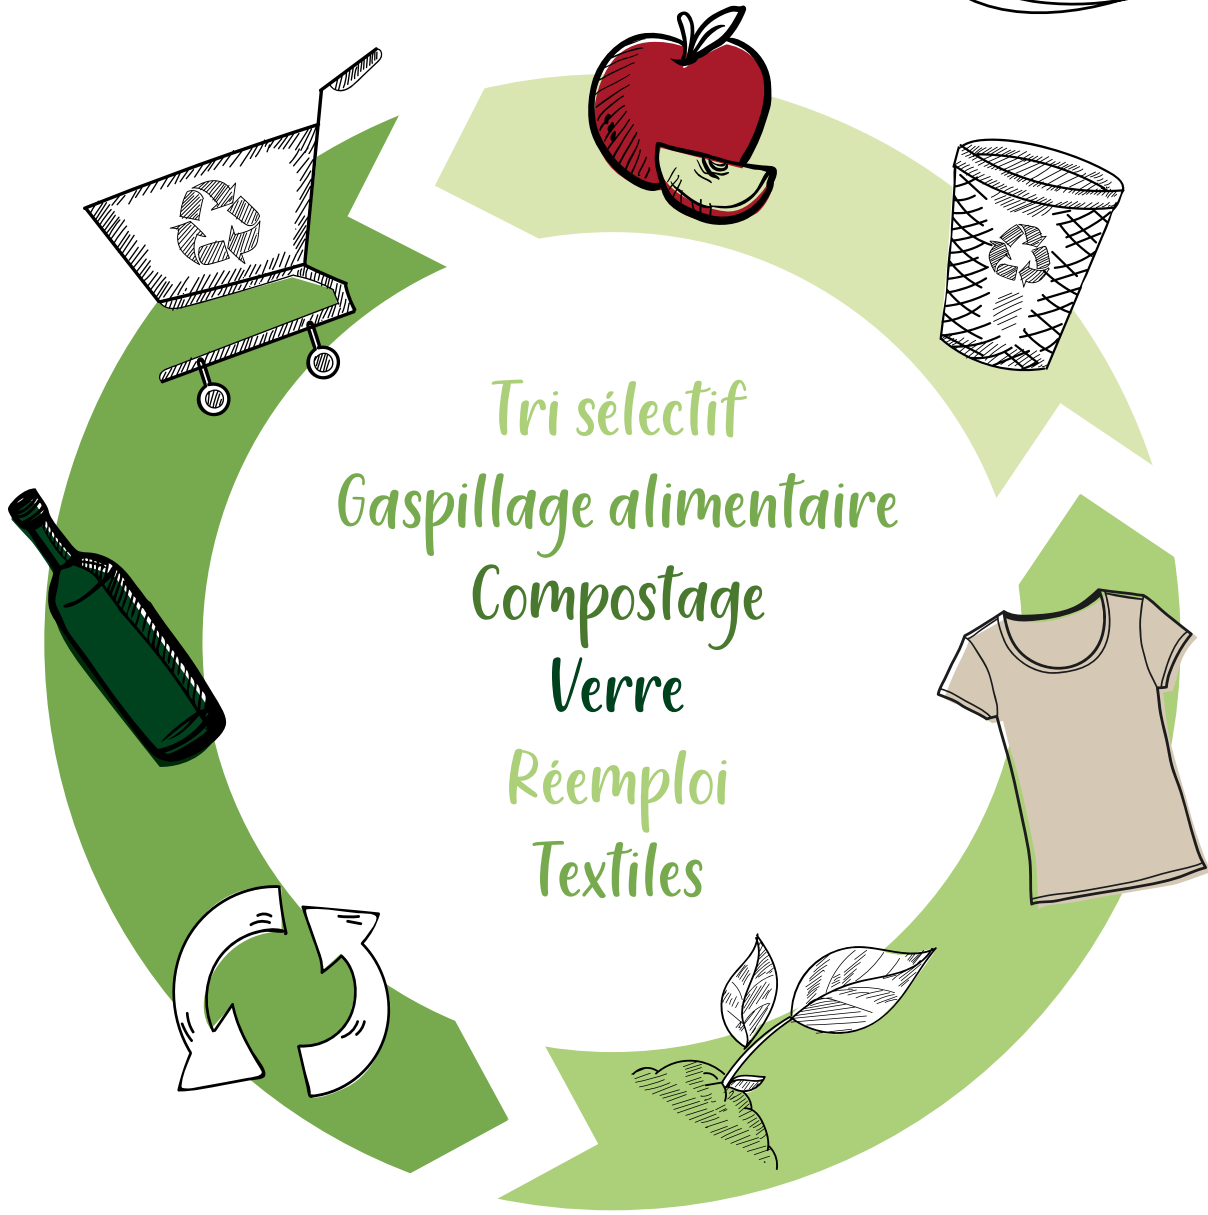 Tri sélectif
Gaspillage alimentaire
Compostage
Verre
Réemploi
Textiles